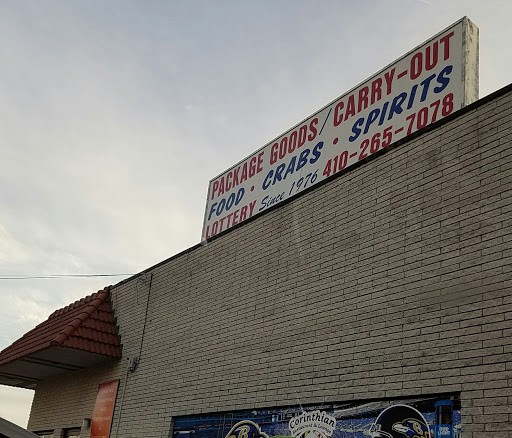 PACKAGE GOODS/CARRY-OUT
FOOD • CRABS • SPIRITS
LOTTERY Since 1976 410-265-7078
Corinthian